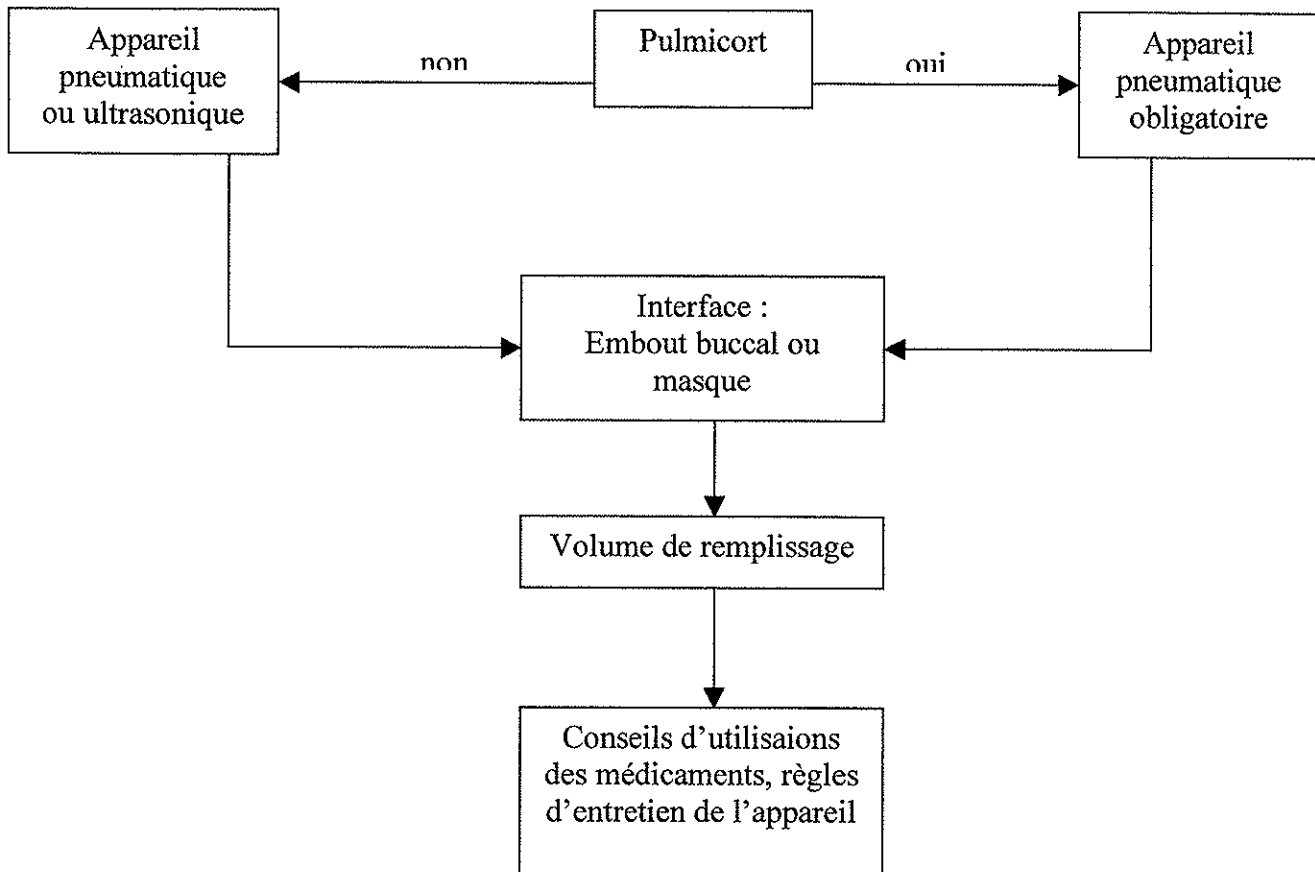 Appareil
pneumatique
ou ultrasonique
non
Pulmicort
oui
Appareil
pneumatique
obligatoire
Interface :
Embout buccal ou
masque
Volume de remplissage
Conseils d’utilisaions
des médicaments, règles
d’entretien de l’appareil